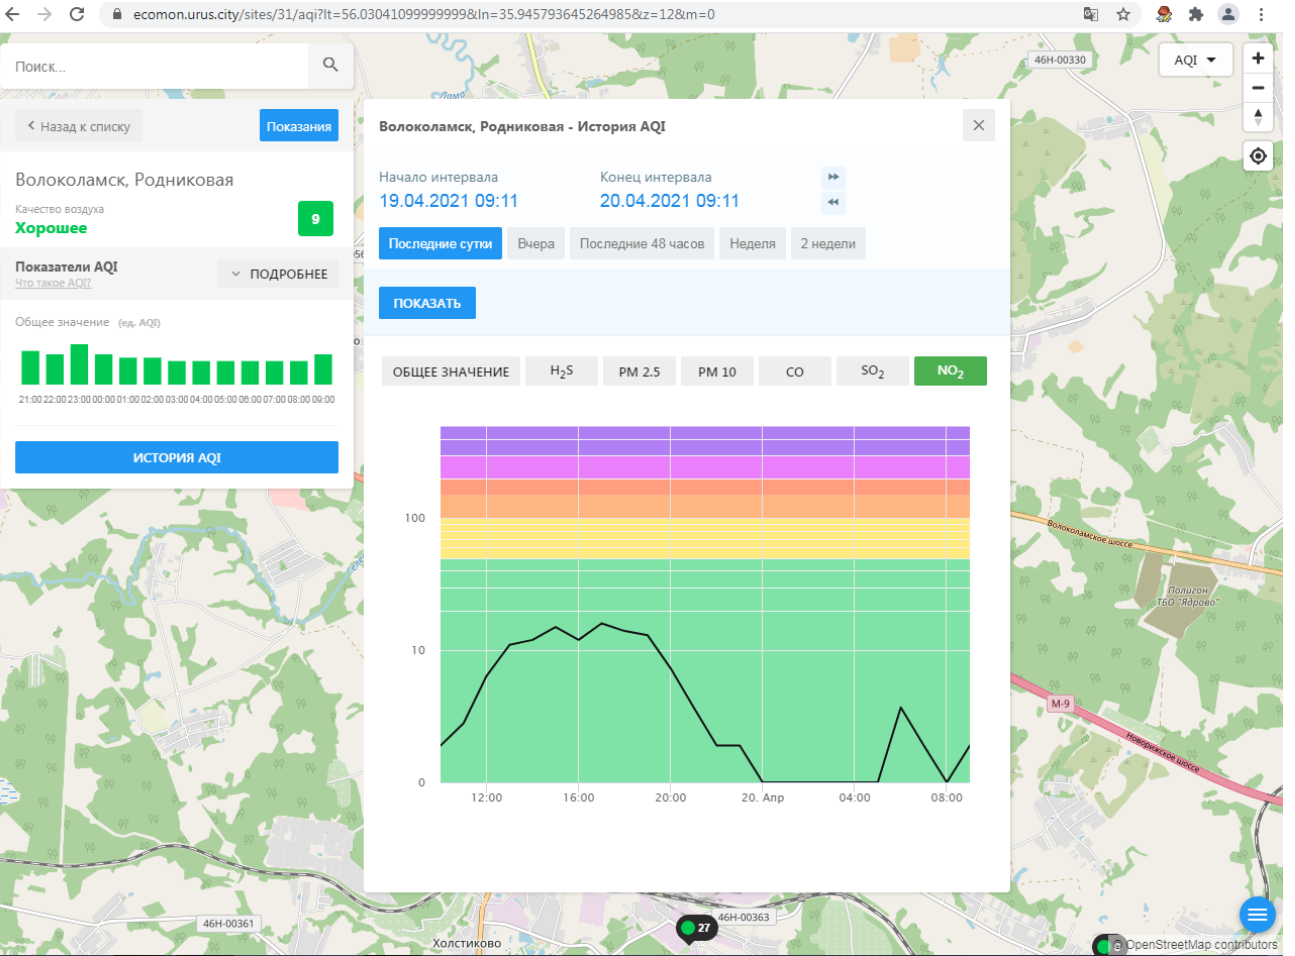 ecomon.urus.city/sites/31/aqi?lt=56.03041099999999&ln=35.945793645264985&z=12&m=0
Поиск...
46Н-00330
AQI
Лама
Назад к списку
Показания
Волоколамск, Родниковая - История AQI
Начало интервала
Конец интервала
19.04.2021 09:11
20.04.2021 09:11
Волоколамск, Родниковая
Качество воздуха
Хорошее
9
Последние сутки
Вчера
Последние 48 часов
Неделя
2 недели
Показатели AQI
Что такое AQI?
ПОДРОБНЕЕ
ПОКАЗАТЬ
Общее значение (ед. AQI)
21:00 22:00 23:00 00:00 01:00 02:00 03:00 04:00 05:00 06:00 07:00 08:00 09:00
ИСТОРИЯ AQI
ОБЩЕЕ ЗНАЧЕНИЕ
H2S
PM 2.5
PM 10
CO
SO2
NO2
100
10
0
12:00
16:00
20:00
20. Апр
04:00
08:00
Волоколамское шоссе
Полигон
ТБО "Ядрово"
М-9
Новорижское шоссе
46Н-00361
Холстиково
27
46Н-00363
© OpenStreetMap contributors